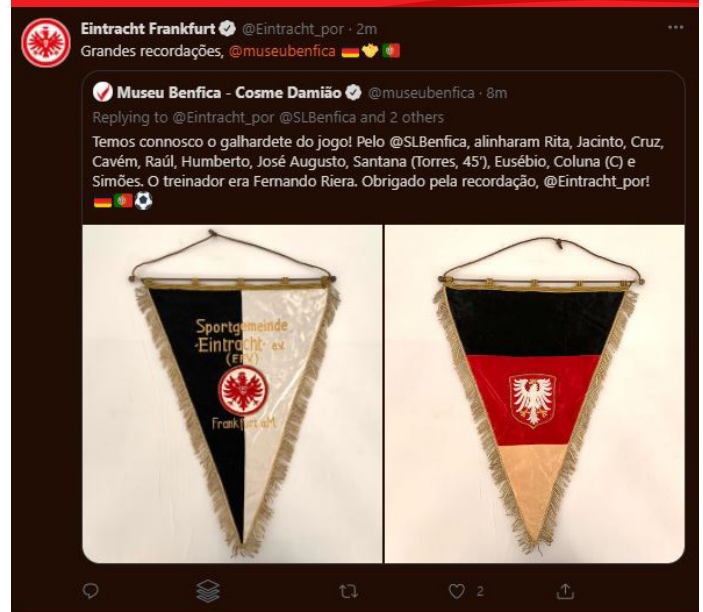 Eintracht Frankfurt @Eintracht_por · 2m
Grandes recordações, @museubenfica
Museu Benfica - Cosme Damião @museubenfica · 8m
Replying to @Eintracht_por @SLBenfica and 2 others
Temos connosco o galhardete do jogo! Pelo @SLBenfica, alinharam Rita, Jacinto, Cruz,
Cavém, Raúl, Humberto, José Augusto, Santana (Torres, 45'), Eusébio, Coluna (C) e
Simões. O treinador era Fernando Riera. Obrigado pela recordação, @Eintracht_por!
Sportgemeinde
-Eintracht- eV
(FFV)
Frankfurt aM
2